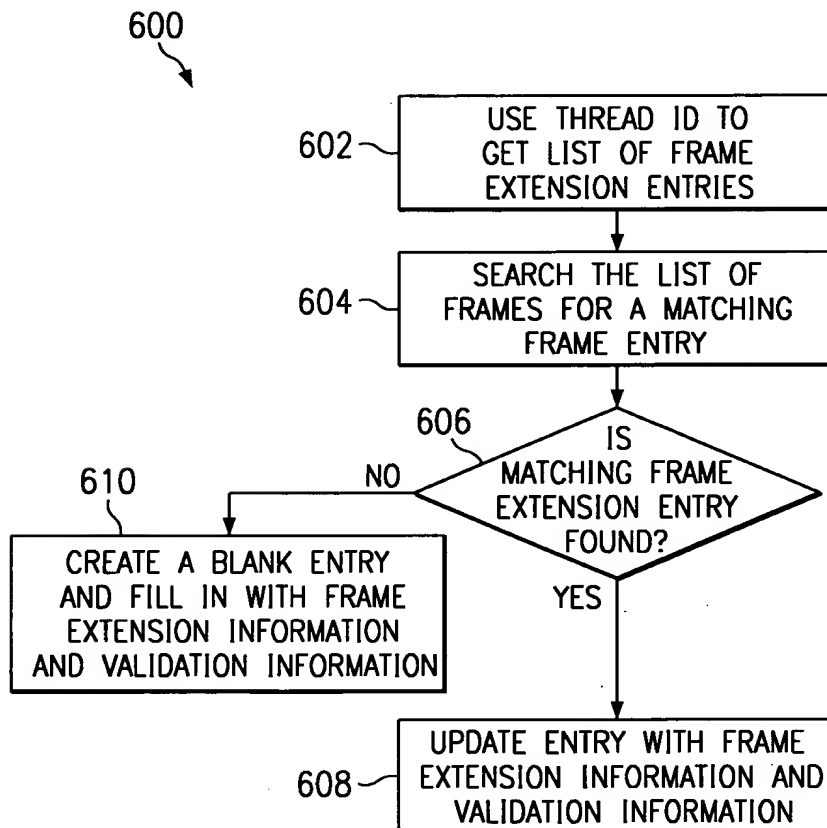 600
602
USE THREAD ID TO
GET LIST OF FRAME
EXTENSION ENTRIES
604
SEARCH THE LIST OF
FRAMES FOR A MATCHING
FRAME ENTRY
606
IS
MATCHING FRAME
EXTENSION ENTRY
FOUND?
NO
YES
610
CREATE A BLANK ENTRY
AND FILL IN WITH FRAME
EXTENSION INFORMATION
AND VALIDATION INFORMATION
608
UPDATE ENTRY WITH FRAME
EXTENSION INFORMATION AND
VALIDATION INFORMATION